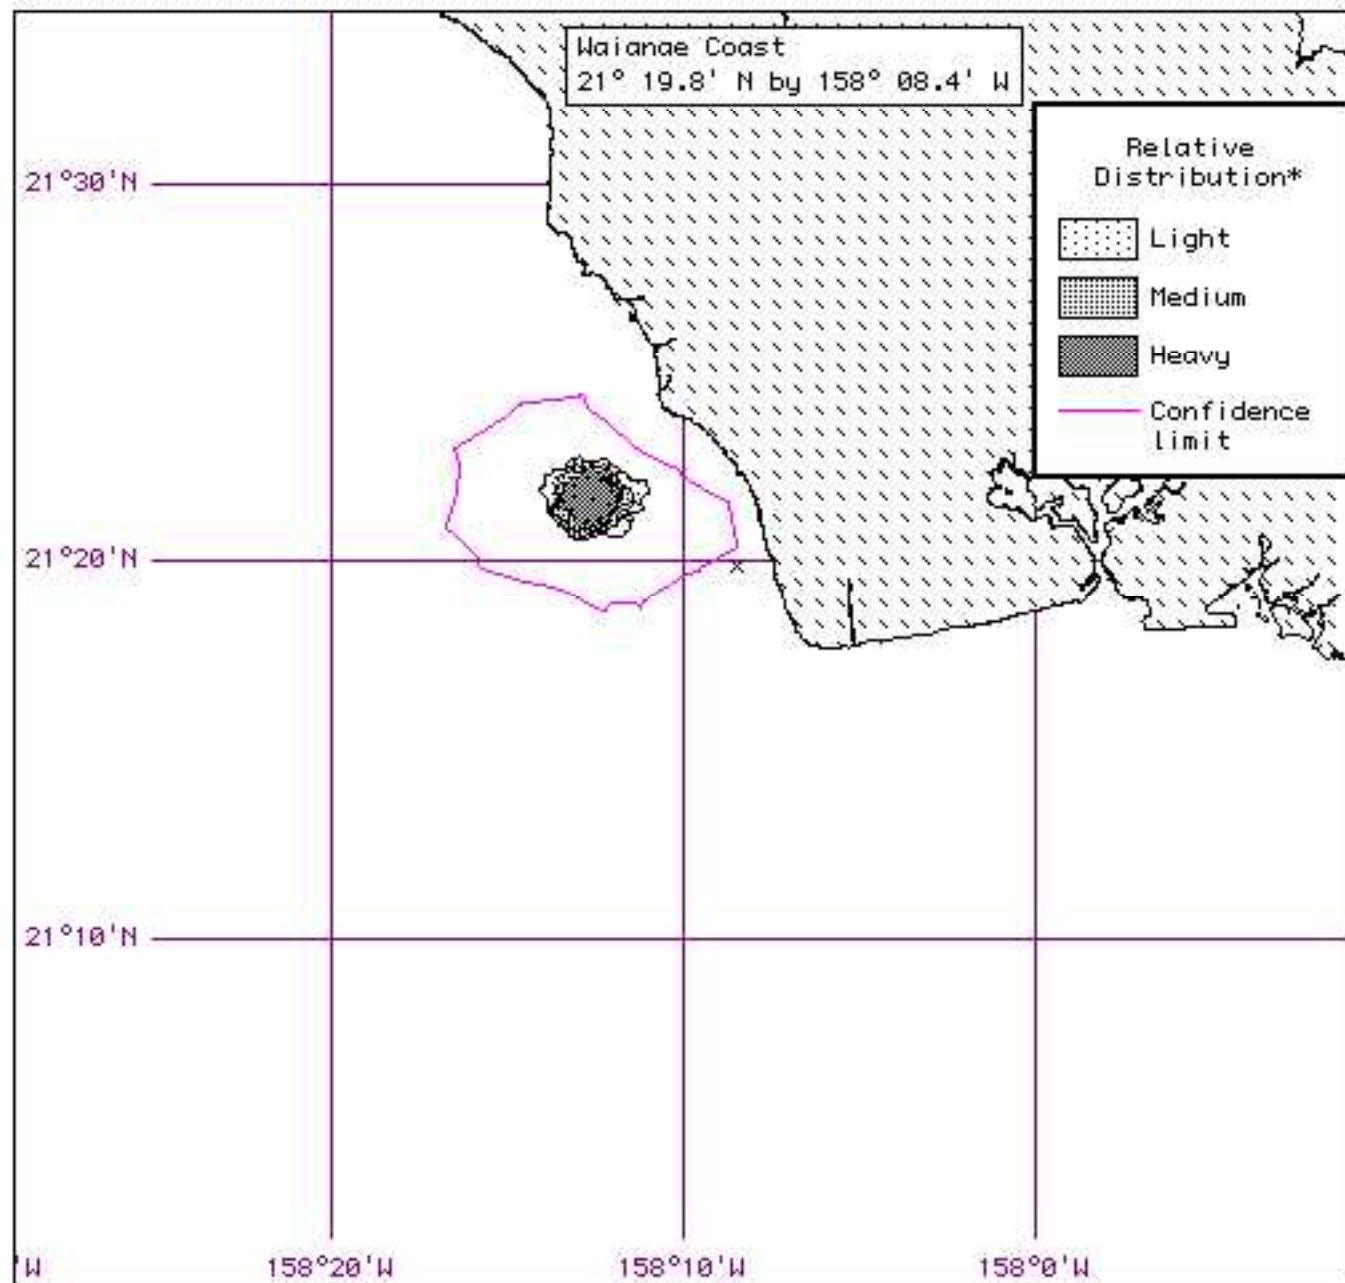 Waianae Coast
21° 19.8' N by 158° 08.4' W
Relative
Distribution*
Light
Medium
Heavy
Confidence
limit
21°30'N
21°20'N
21°10'N
'W 158°20'W 158°10'W 158°0'W